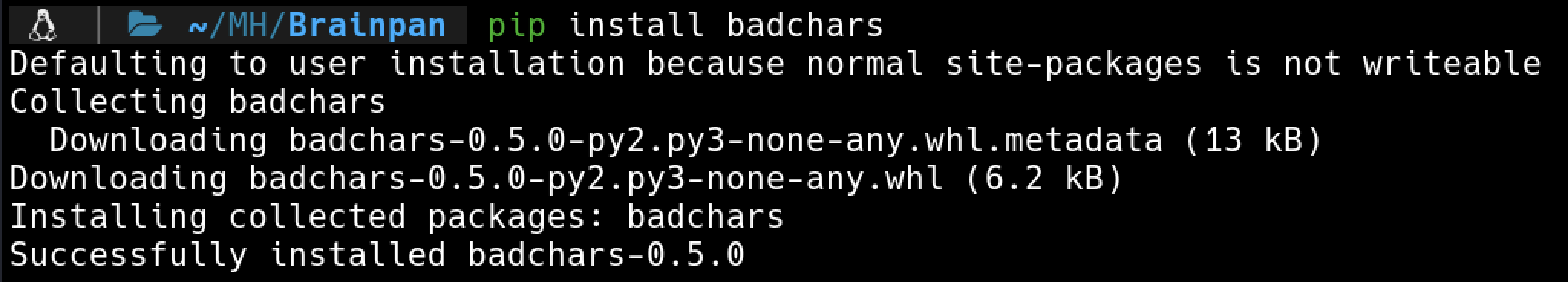 ~/MH/Brainpan pip install badchars
Defaulting to user installation because normal site-packages is not writeable
Collecting badchars
  Downloading badchars-0.5.0-py2.py3-none-any.whl.metadata (13 kB)
Downloading badchars-0.5.0-py2.py3-none-any.whl (6.2 kB)
Installing collected packages: badchars
Successfully installed badchars-0.5.0